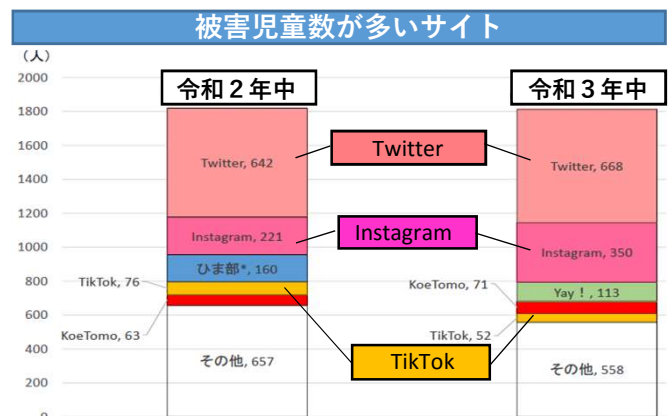 被害児童数が多いサイト
（人）
2000
1800
1600
1400
1200
1000
800
600
400
200
0
令和２年中
Twitter, 642
Instagram, 221
ひま部*, 160
TikTok, 76
KoeTomo, 63
その他, 657
Twitter
Instagram
TikTok
令和３年中
Twitter, 668
Instagram, 350
Yay！, 113
KoeTomo, 71
TikTok, 52
その他, 558